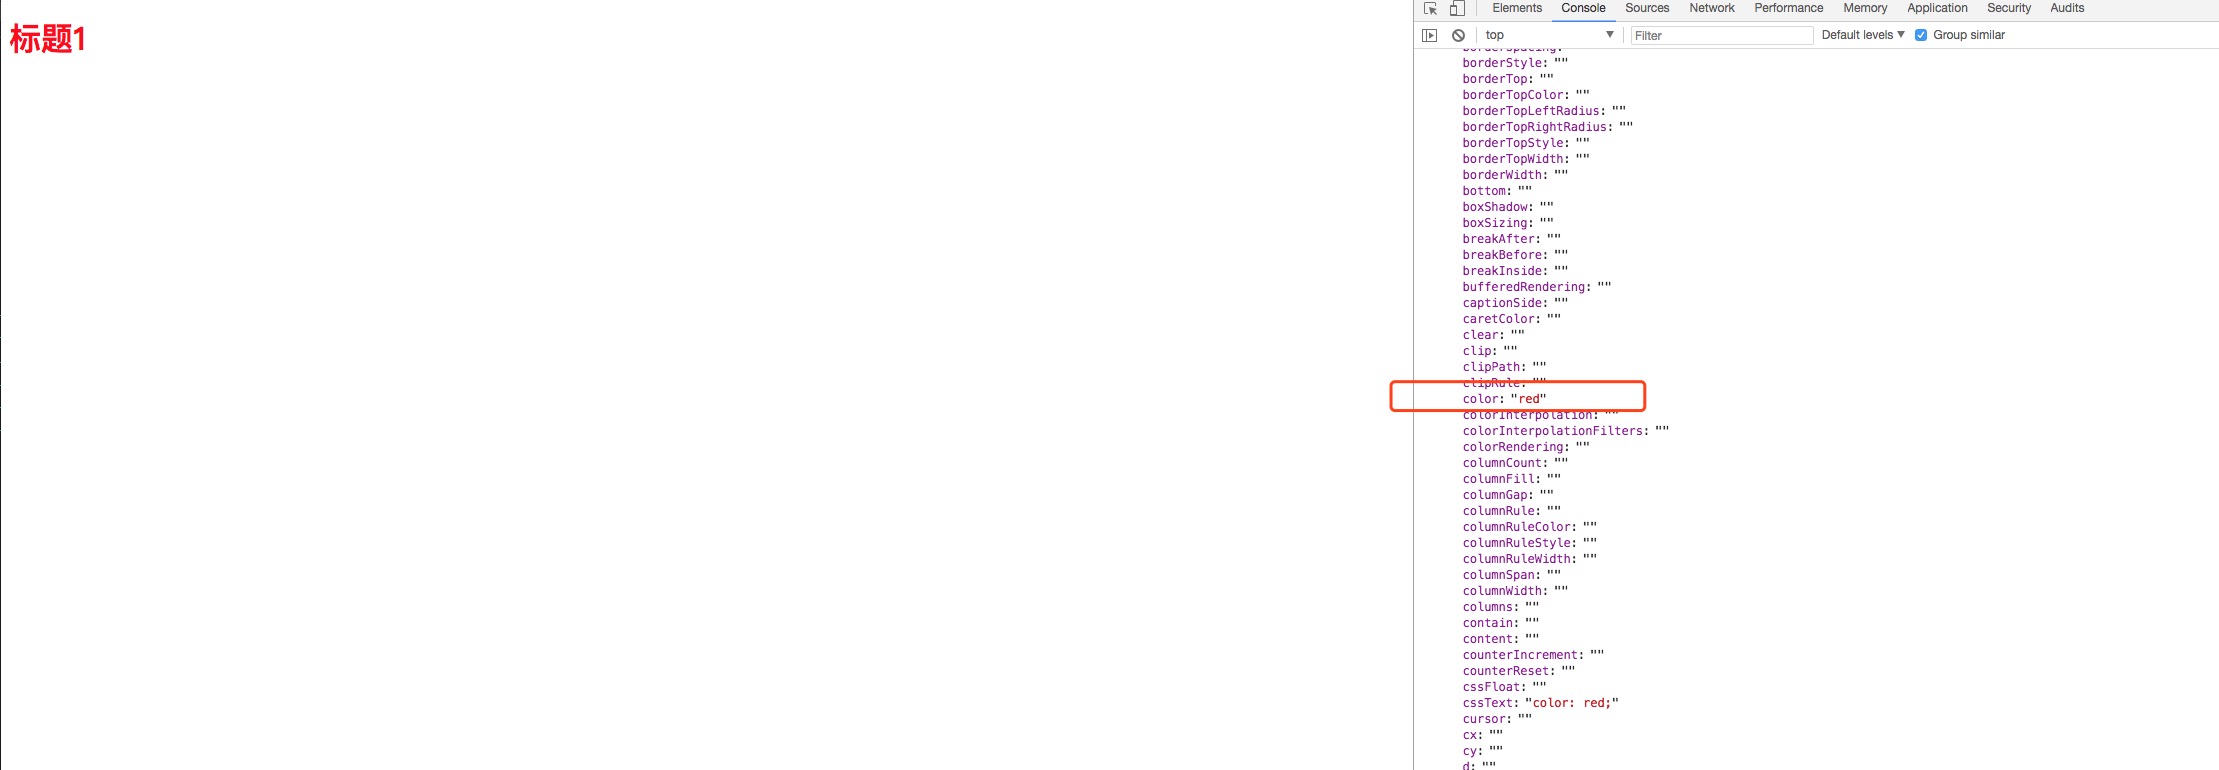 标题1
Elements Console Sources Network Performance Memory Application Security Audits
top ▼ Filter Default levels ▼ Group similar
borderSpacing: 
borderStyle: ""
borderTop: ""
borderTopColor: ""
borderTopLeftRadius: ""
borderTopRightRadius: ""
borderTopStyle: ""
borderTopWidth: ""
borderWidth: ""
bottom: ""
boxShadow: ""
boxSizing: ""
breakAfter: ""
breakBefore: ""
breakInside: ""
bufferedRendering: ""
captionSide: ""
caretColor: ""
clear: ""
clip: ""
clipPath: ""
clipRule: ""
color: "red"
colorInterpolation: ""
colorInterpolationFilters: ""
colorRendering: ""
columnCount: ""
columnFill: ""
columnGap: ""
columnRule: ""
columnRuleColor: ""
columnRuleStyle: ""
columnRuleWidth: ""
columnSpan: ""
columnWidth: ""
columns: ""
contain: ""
content: ""
counterIncrement: ""
counterReset: ""
cssFloat: ""
cssText: "color: red;"
cursor: ""
cx: ""
cy: ""
d: ""